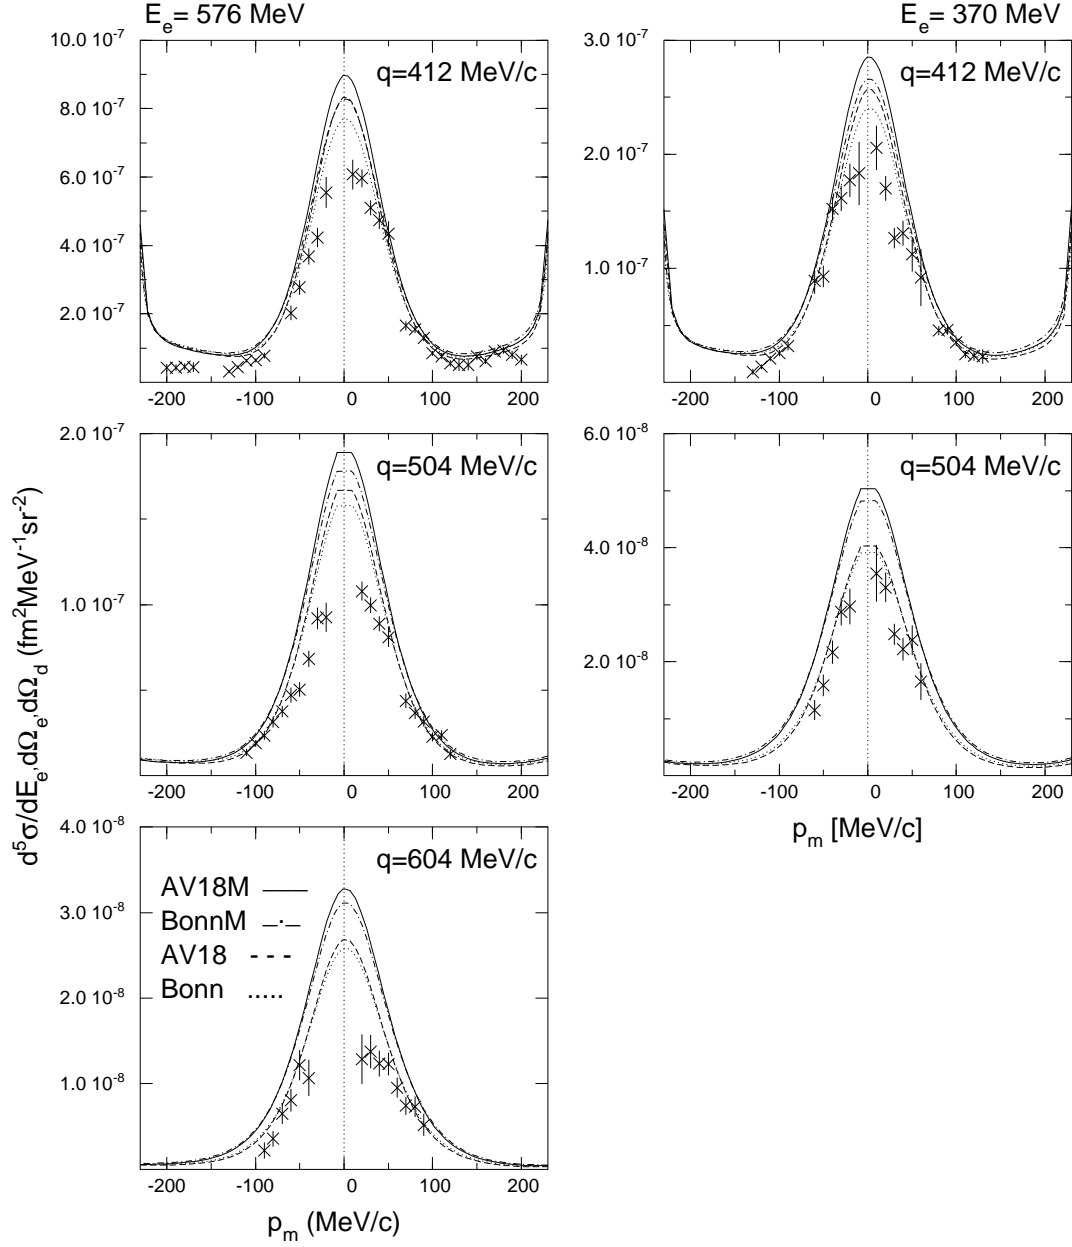 E_e= 576 MeV
E_e= 370 MeV
10.0 10^-7
8.0 10^-7
6.0 10^-7
4.0 10^-7
2.0 10^-7
q=412 MeV/c
-200 -100 0 100 200
3.0 10^-7
2.0 10^-7
1.0 10^-7
q=412 MeV/c
-200 -100 0 100 200
2.0 10^-7
1.0 10^-7
q=504 MeV/c
-200 -100 0 100 200
6.0 10^-8
4.0 10^-8
2.0 10^-8
q=504 MeV/c
-200 -100 0 100 200
p_m [MeV/c]
d^5σ/dE_e,dΩ_e,dΩ_d (fm^2MeV^-1sr^-2)
4.0 10^-8
3.0 10^-8
2.0 10^-8
1.0 10^-8
q=604 MeV/c
AV18M
BonnM
AV18
Bonn
-200 -100 0 100 200
p_m (MeV/c)